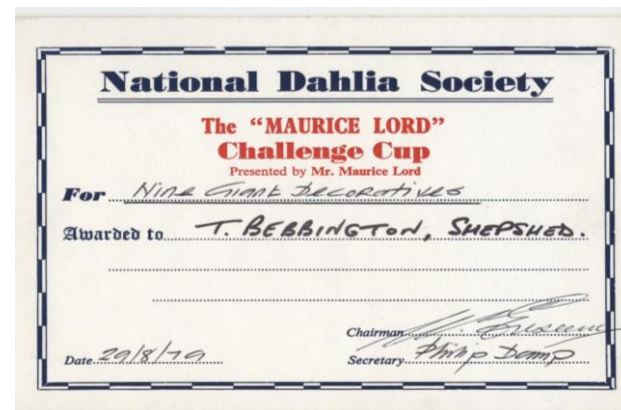 National Dahlia Society
The “MAURICE LORD”
Challenge Cup
Presented by Mr. Maurice Lord
For Nine Giant Decoratives
Awarded to T. BEBBINGTON, SHEPSHED.
Chairman
Date 29/8/79 Secretary Philip Damp